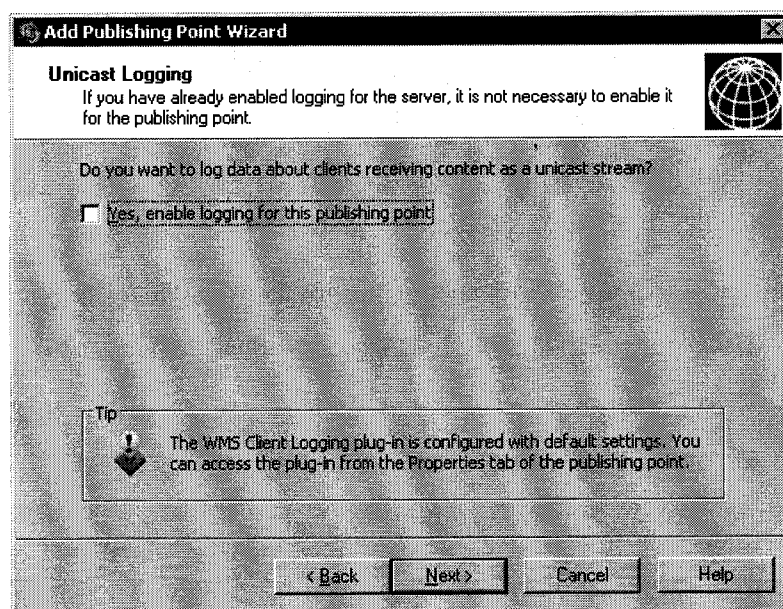 Add Publishing Point Wizard
Unicast Logging
If you have already enabled logging for the server, it is not necessary to enable it
for the publishing point.
Do you want to log data about clients receiving content as a unicast stream?
Yes, enable logging for this publishing point
Tip
The WMS Client Logging plug-in is configured with default settings. You
can access the plug-in from the Properties tab of the publishing point.
< Back Next > Cancel Help